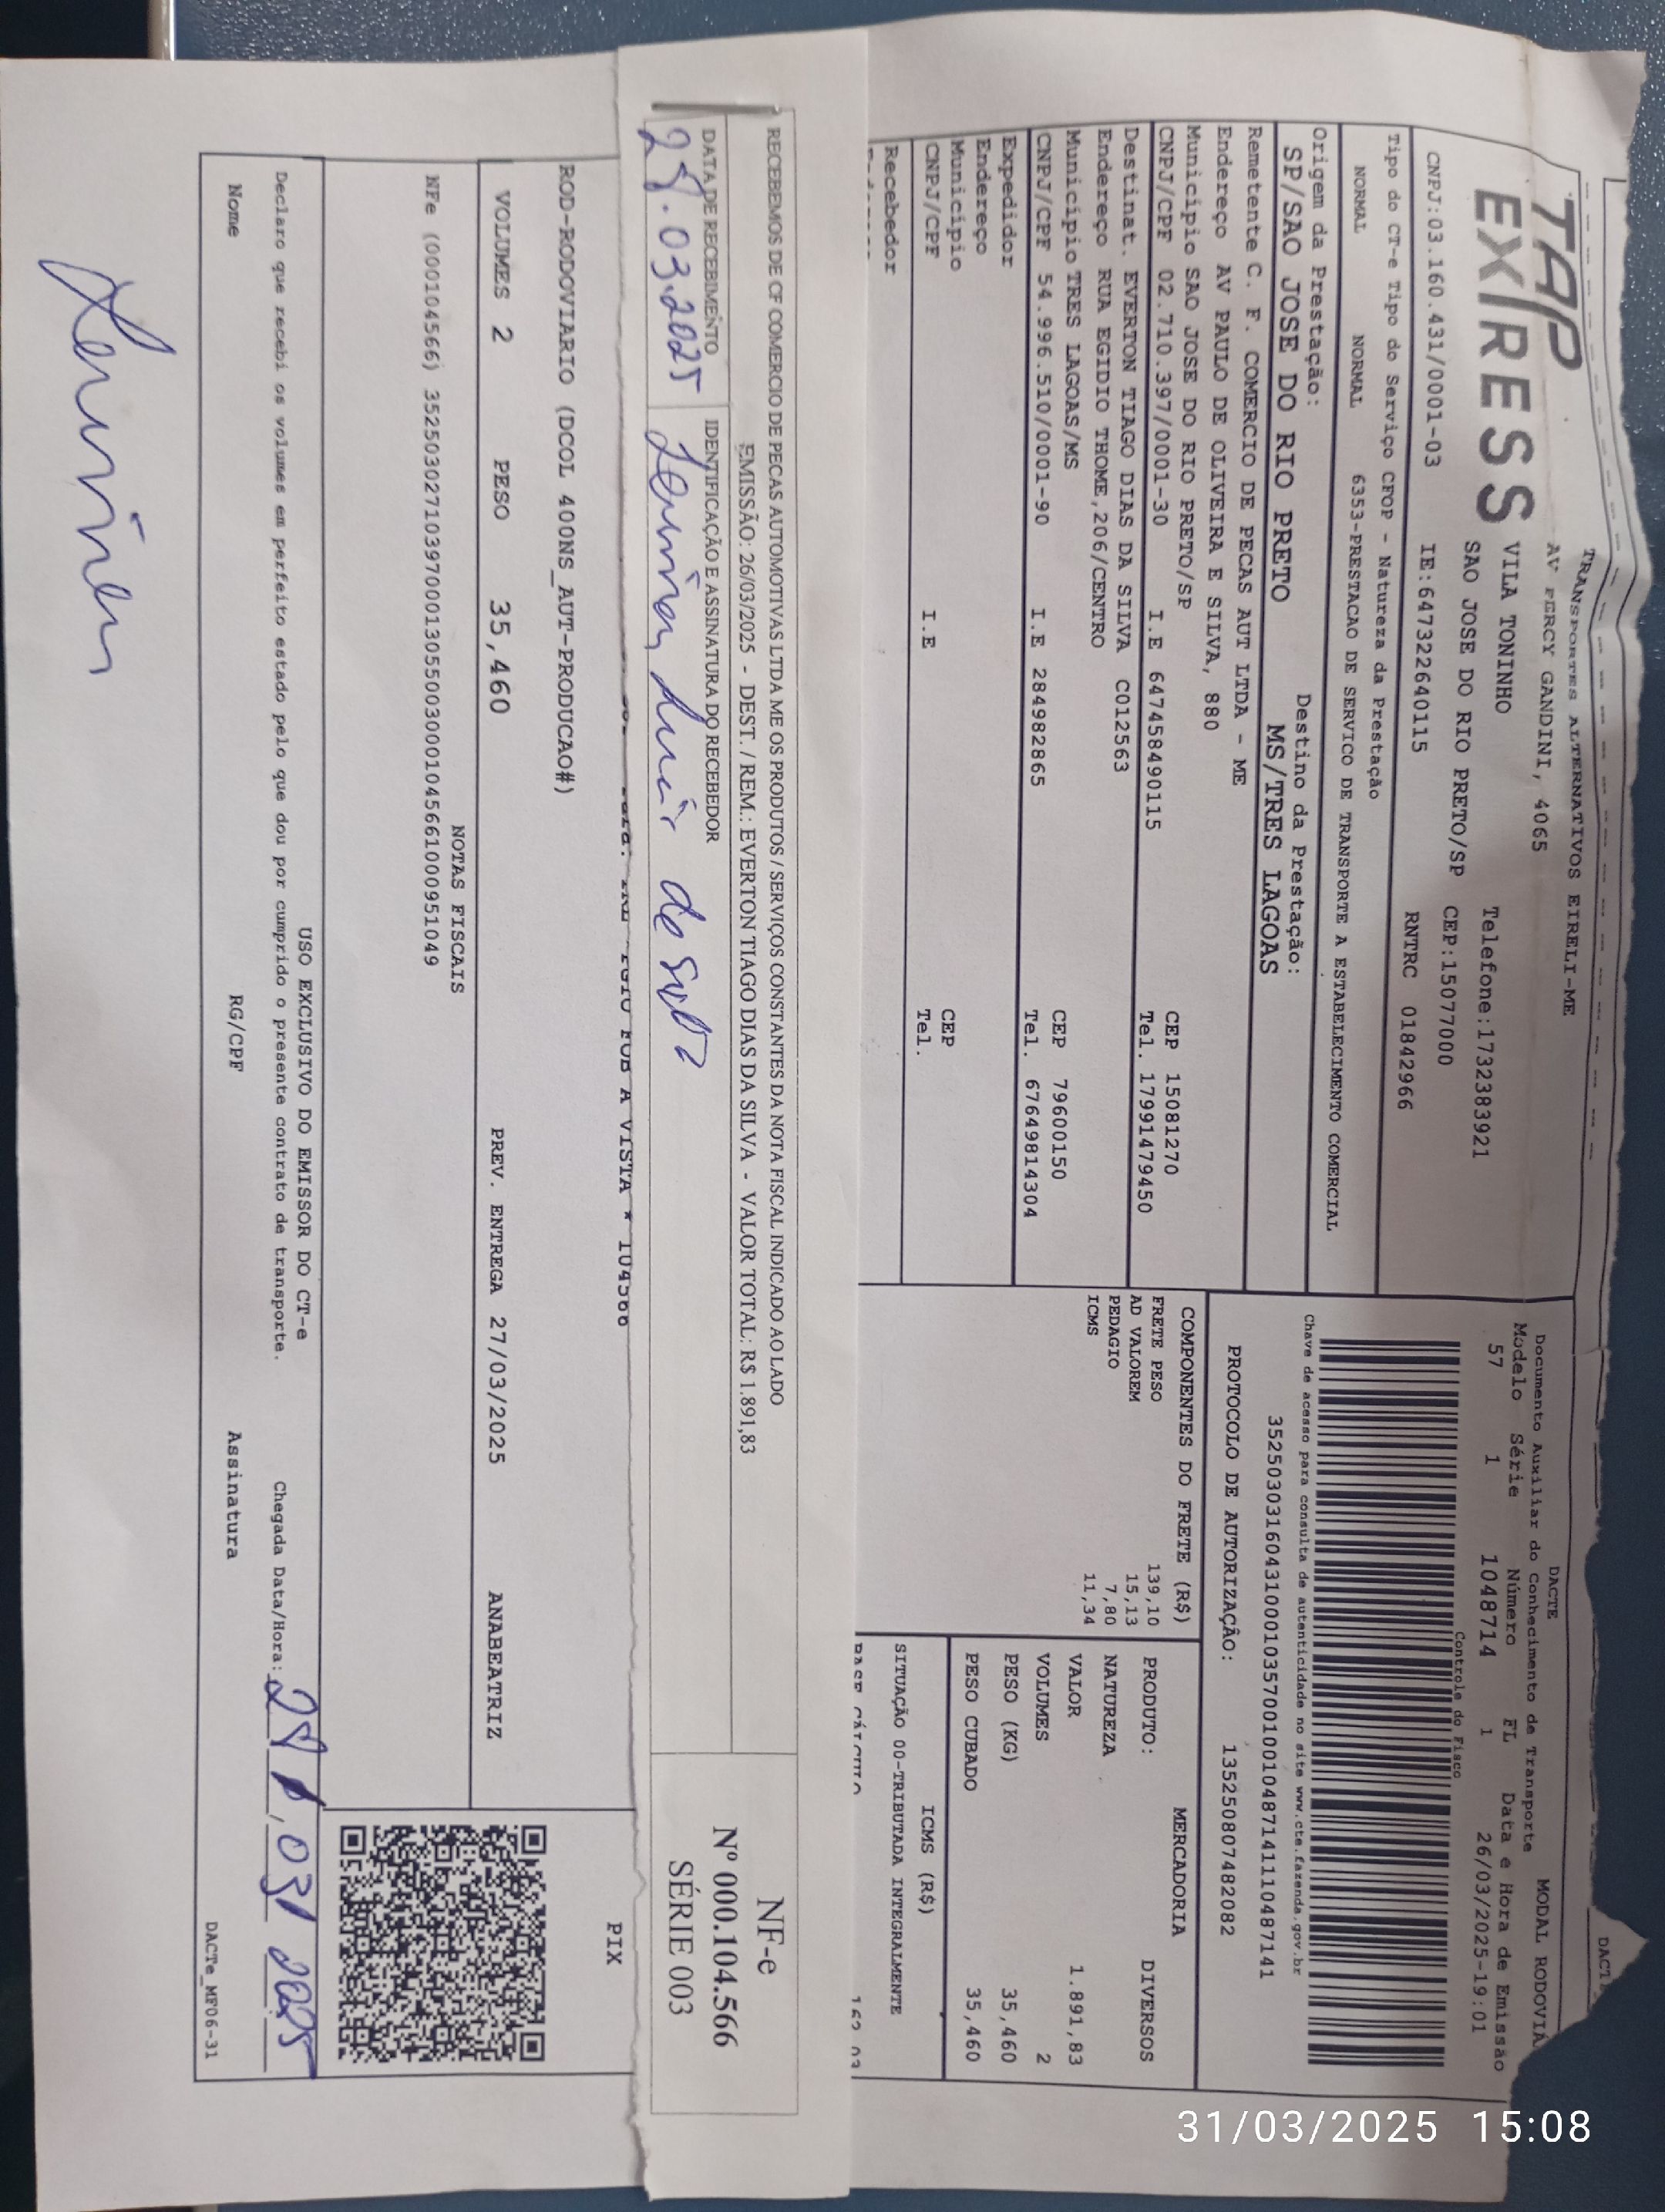 DACT
TAP
EXPRESS
TRANSPORTES ALTERNATIVOS EIRELI-ME
AV PERCY GANDINI, 4065
VILA TONINHO Telefone:1732383921
SAO JOSE DO RIO PRETO/SP CEP:15077000
CNPJ:03.160.431/0001-03 IE:647322640115 RNTRC 01842966
DACTE MODAL RODOVIÁ
Documento Auxiliar do Conhecimento de Transporte
Modelo Série Número FL Data e Hora de Emissão
57 1 1048714 1 26/03/2025-19:01
Controle do Fisco
Tipo do CT-e Tipo do Serviço CFOP - Natureza da Prestação
NORMAL NORMAL 6353-PRESTACAO DE SERVICO DE TRANSPORTE A ESTABELECIMENTO COMERCIAL
Chave de acesso para consulta de autenticidade no site www.cte.fazenda.gov.br
35250303160431000103570010010487141110487141
PROTOCOLO DE AUTORIZAÇÃO: 135250807482082
Origem da Prestação: Destino da Prestação:
SP/SAO JOSE DO RIO PRETO MS/TRES LAGOAS
Remetente C. F. COMERCIO DE PECAS AUT LTDA - ME
Endereço AV PAULO DE OLIVEIRA E SILVA, 880
Município SAO JOSE DO RIO PRETO/SP CEP 15081270
CNPJ/CPF 02.710.397/0001-30 I.E 647458490115 Tel. 17991479450
Destinat. EVERTON TIAGO DIAS DA SILVA C012563
Endereço RUA EGIDIO THOME,206/CENTRO
Município TRES LAGOAS/MS CEP 79600150
CNPJ/CPF 54.996.510/0001-90 I.E 284982865 Tel. 67649814304
Expedidor
Endereço
Município CEP
CNPJ/CPF I.E Tel.
Recebedor
COMPONENTES DO FRETE (R$)
FRETE PESO 139,10
AD VALOREM 15,13
PEDAGIO 7,80
ICMS 11,34
MERCADORIA
PRODUTO: DIVERSOS
NATUREZA
VALOR 1.891,83
VOLUMES 2
PESO (KG) 35,460
PESO CUBADO 35,460
ICMS (R$)
SITUAÇÃO 00-TRIBUTADA INTEGRALMENTE
BASE CÁLCULO
RECEBEMOS DE CF COMERCIO DE PECAS AUTOMOTIVAS LTDA ME OS PRODUTOS / SERVIÇOS CONSTANTES DA NOTA FISCAL INDICADO AO LADO
EMISSÃO: 26/03/2025 - DEST. / REM.: EVERTON TIAGO DIAS DA SILVA - VALOR TOTAL: R$ 1.891,83
DATA DE RECEBIMENTO IDENTIFICAÇÃO E ASSINATURA DO RECEBEDOR
28.03.2025
NF-e
Nº 000.104.566
SÉRIE 003
FOB A VISTA * 104566
ROD-RODOVIARIO (DCOL 400NS_AUT-PRODUCAO#)
PIX
VOLUMES 2 PESO 35,460 PREV. ENTREGA 27/03/2025 ANABEATRIZ
NOTAS FISCAIS
NFe (000104566) 35250302710397000130550030001045661000951049
USO EXCLUSIVO DO EMISSOR DO CT-e
Declaro que recebi os volumes em perfeito estado pelo que dou por cumprido o presente contrato de transporte. Chegada Data/Hora: 28 03 2025
Nome RG/CPF Assinatura
DACTe_MF06-31
31/03/2025 15:08